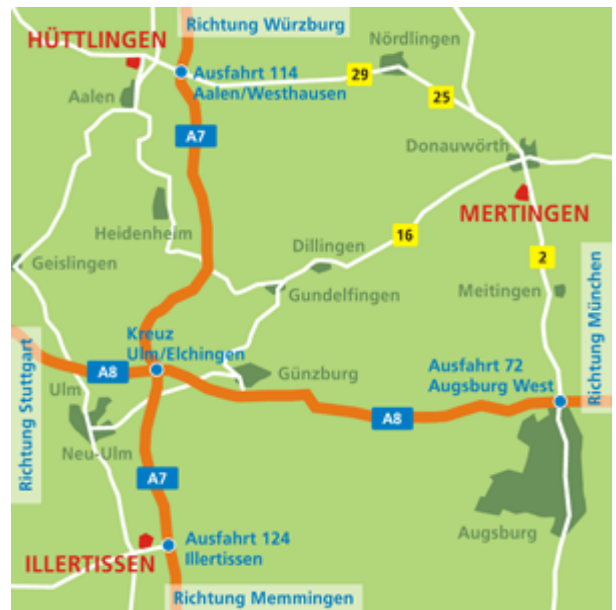 Richtung Würzburg
HÜTTLINGEN
Nördlingen
Ausfahrt 114
Aalen/Westhausen
29
Aalen
25
A7
Donauwörth
MERTINGEN
Heidenheim
16
Dillingen
2
Geislingen
Gundelfingen
Meitingen
Richtung München
Kreuz
Ulm/Elchingen
Richtung Stuttgart
A8
Günzburg
Ausfahrt 72
Augsburg West
Ulm
A8
Neu-Ulm
A7
Augsburg
Ausfahrt 124
Illertissen
ILLERTISSEN
Richtung Memmingen